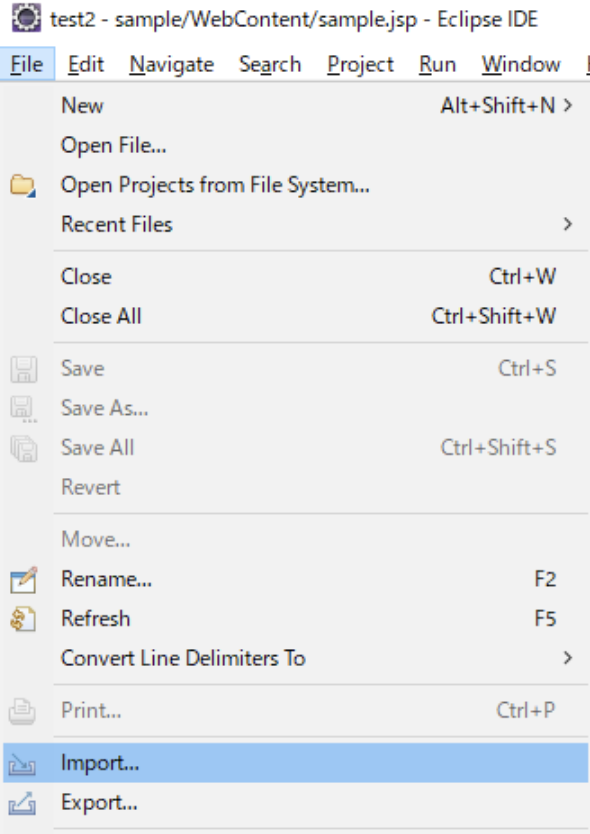 test2 - sample/WebContent/sample.jsp - Eclipse IDE
File Edit Navigate Search Project Run Window
New Alt+Shift+N >
Open File...
Open Projects from File System...
Recent Files >
Close Ctrl+W
Close All Ctrl+Shift+W
Save Ctrl+S
Save As...
Save All Ctrl+Shift+S
Revert
Move...
Rename... F2
Refresh F5
Convert Line Delimiters To >
Print... Ctrl+P
Import...
Export...